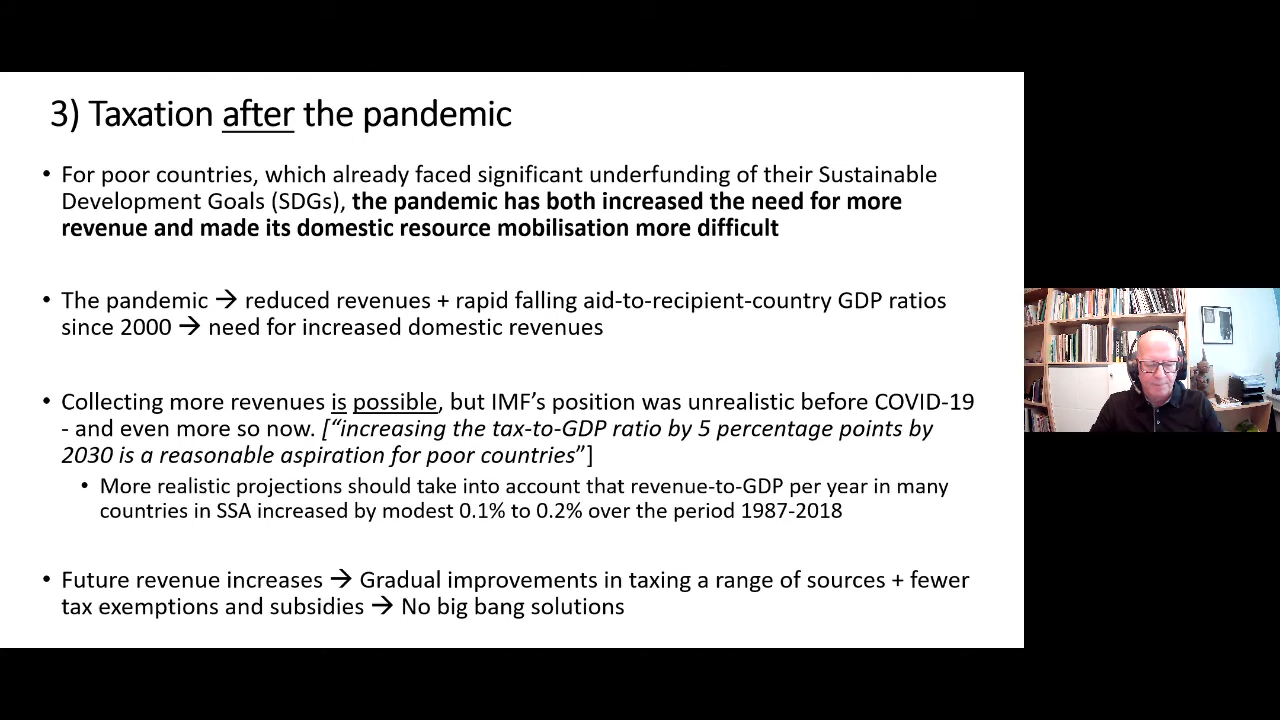 3) Taxation after the pandemic
• For poor countries, which already faced significant underfunding of their Sustainable
Development Goals (SDGs), the pandemic has both increased the need for more
revenue and made its domestic resource mobilisation more difficult
• The pandemic → reduced revenues + rapid falling aid-to-recipient-country GDP ratios
since 2000 → need for increased domestic revenues
• Collecting more revenues is possible, but IMF’s position was unrealistic before COVID-19
- and even more so now. [“increasing the tax-to-GDP ratio by 5 percentage points by
2030 is a reasonable aspiration for poor countries”]
• More realistic projections should take into account that revenue-to-GDP per year in many
countries in SSA increased by modest 0.1% to 0.2% over the period 1987-2018
• Future revenue increases → Gradual improvements in taxing a range of sources + fewer
tax exemptions and subsidies → No big bang solutions